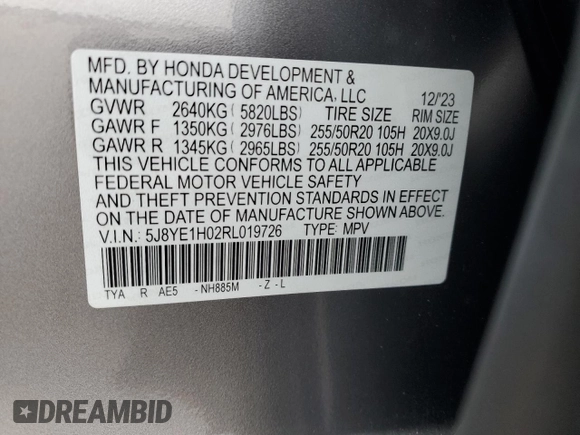 MFD. BY HONDA DEVELOPMENT &
MANUFACTURING OF AMERICA, LLC 12/'23
GVWR 2640KG( 5820LBS) TIRE SIZE RIM SIZE
GAWR F 1350KG( 2976LBS) 255/50R20 105H 20X9.0J
GAWR R 1345KG( 2965LBS) 255/50R20 105H 20X9.0J
THIS VEHICLE CONFORMS TO ALL APPLICABLE
FEDERAL MOTOR VEHICLE SAFETY
AND THEFT PREVENTION STANDARDS IN EFFECT
ON THE DATE OF MANUFACTURE SHOWN ABOVE.
V.I.N.: 5J8YE1H02RL019726 TYPE: MPV
TYA R AE5 -NH885M -Z-L
DREAMBID